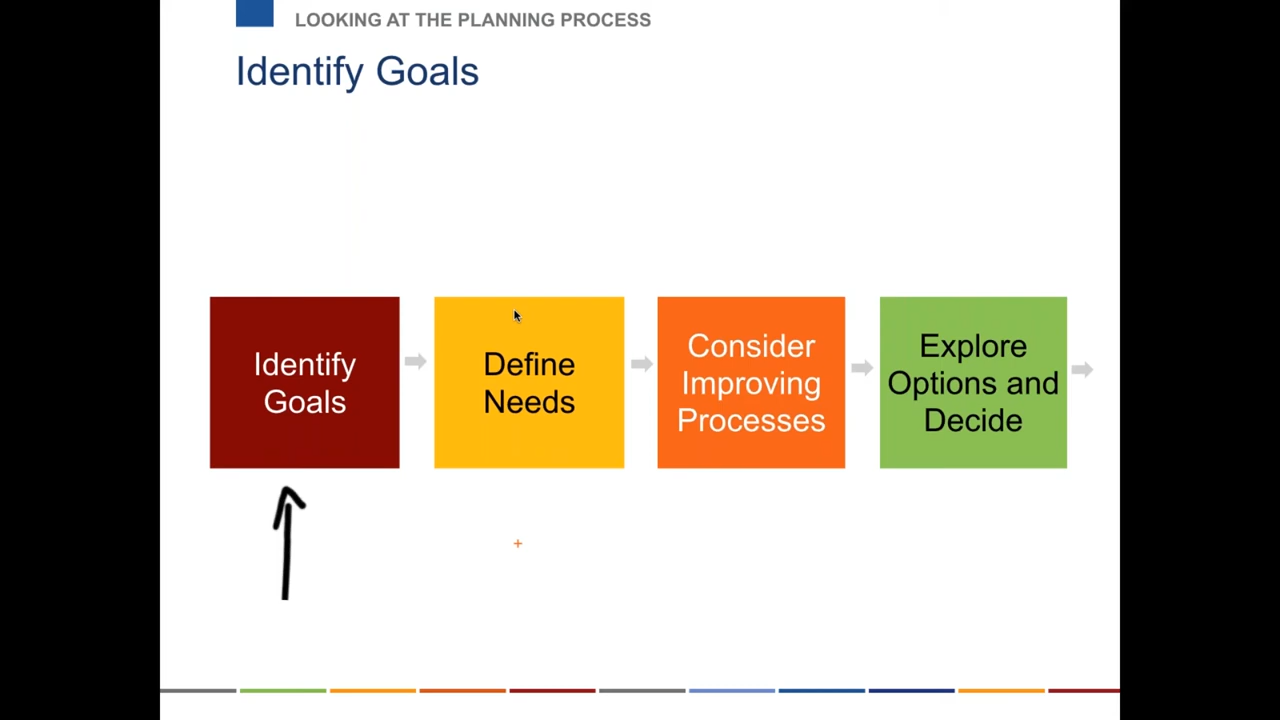 LOOKING AT THE PLANNING PROCESS
Identify Goals
Identify
Goals
Define
Needs
Consider
Improving
Processes
Explore
Options and
Decide